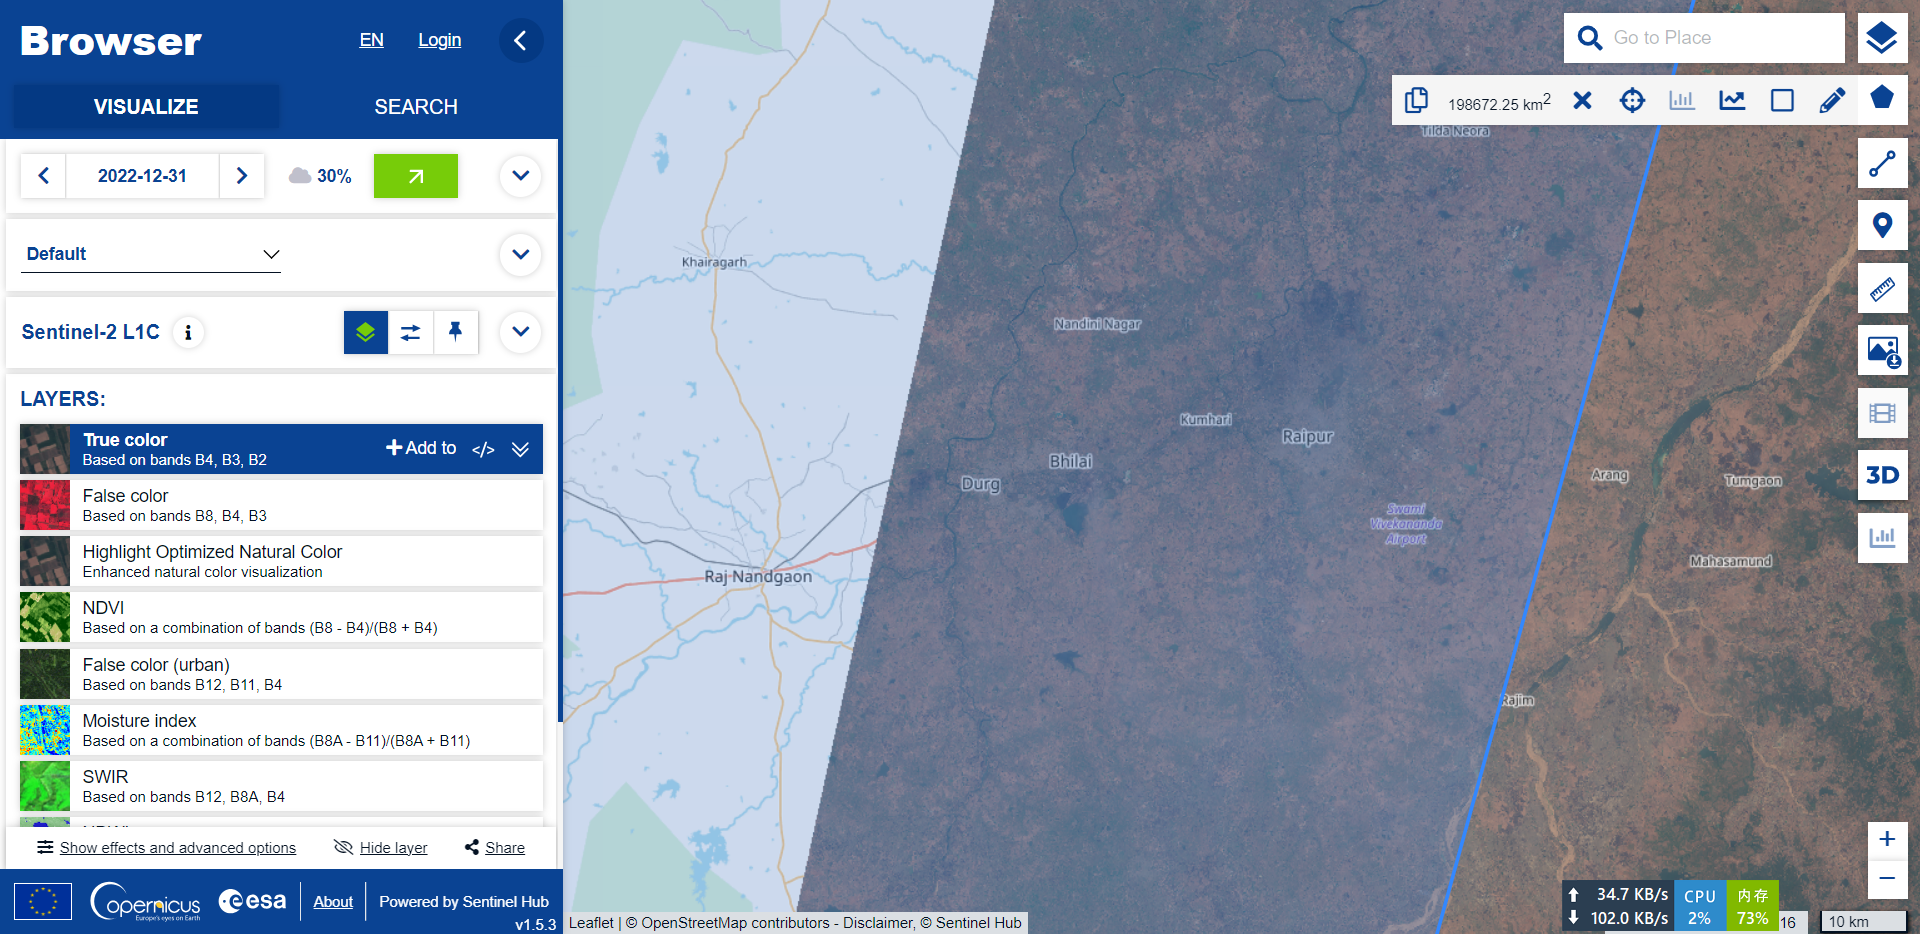 Browser
EN
Login
VISUALIZE
SEARCH
2022-12-31
30%
Default
Sentinel-2 L1C
LAYERS:
True color
Based on bands B4, B3, B2
Add to
</>
False color
Based on bands B8, B4, B3
Highlight Optimized Natural Color
Enhanced natural color visualization
NDVI
Based on a combination of bands (B8 - B4)/(B8 + B4)
False color (urban)
Based on bands B12, B11, B4
Moisture index
Based on a combination of bands (B8A - B11)/(B8A + B11)
SWIR
Based on bands B12, B8A, B4
Show effects and advanced options
Hide layer
Share
opernicus
Europe's eyes on Earth
esa
About
Powered by Sentinel Hub
v1.5.3
Go to Place
198672.25 km2
Tilda Neora
Khairagarh
Nandini Nagar
Kumhari
Raipur
Bhilai
Durg
Arang
Tumgaon
Swami
Vivekananda
Airport
Mahasamund
Raj Nandgaon
Rajim
3D
+
−
34.7 KB/s
102.0 KB/s
CPU
2%
内存
73%
16
10 km
Leaflet | © OpenStreetMap contributors - Disclaimer, © Sentinel Hub